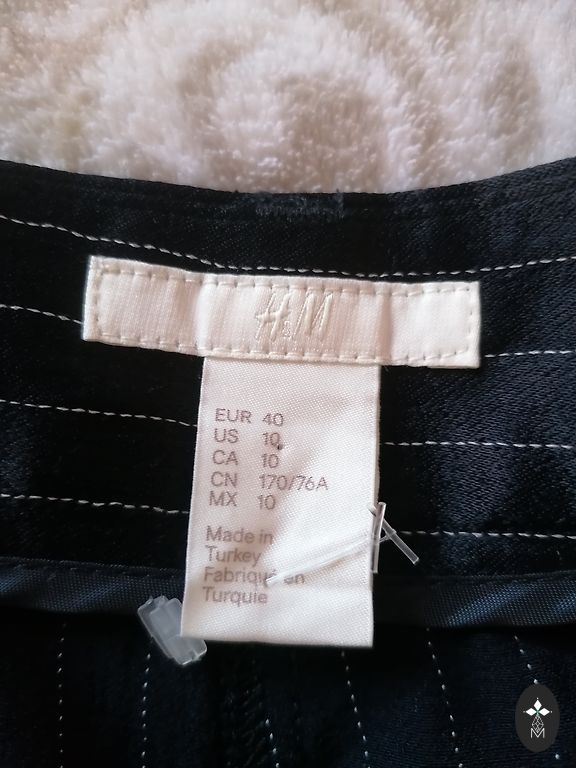 H&M
EUR 40
US 10
CA 10
CN 170/76A
MX 10
Made in
Turkey
Fabriqué en
Turquie
M